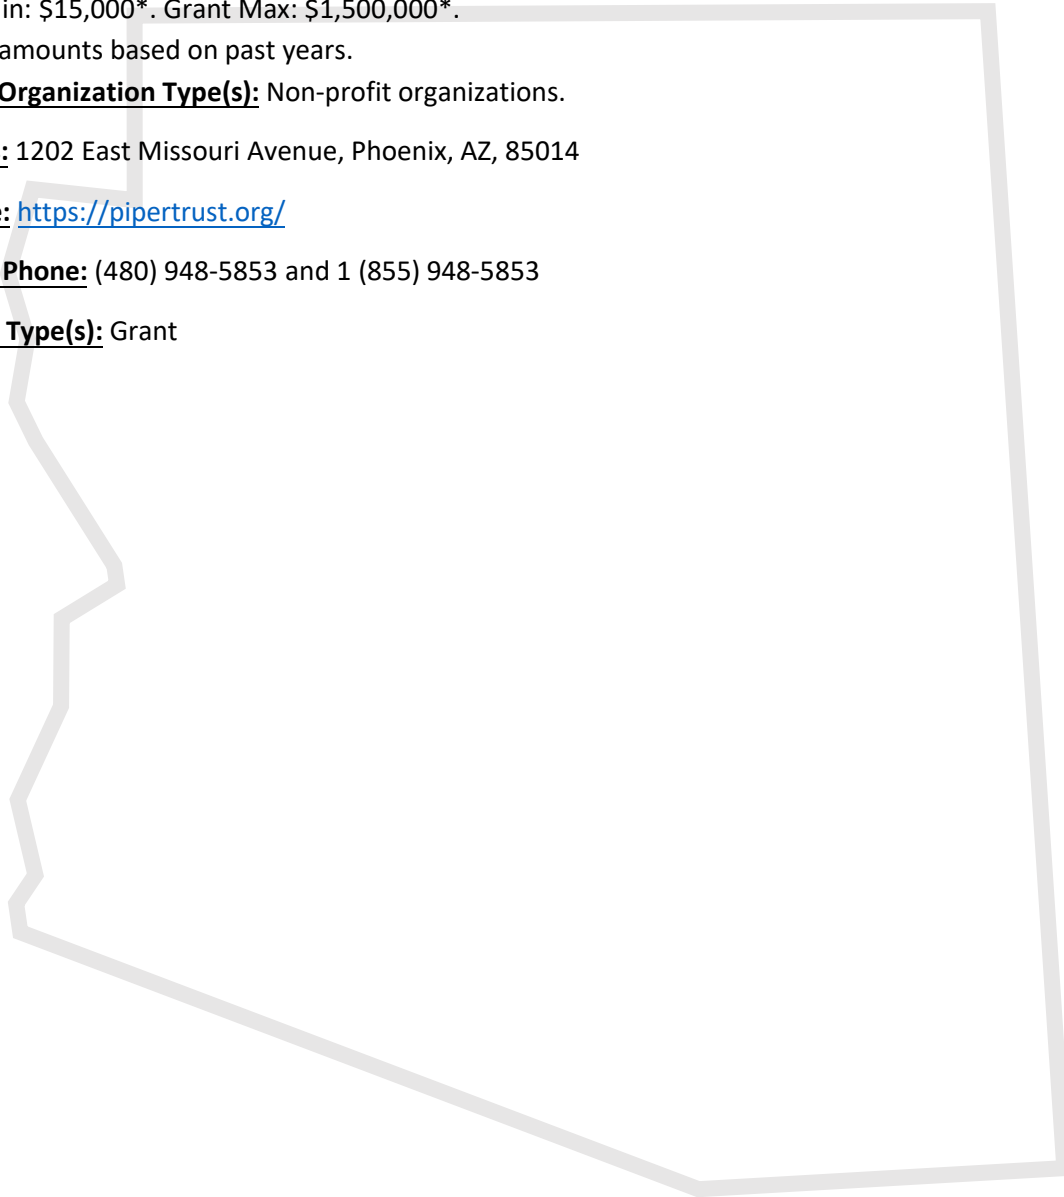 in: $15,000*. Grant Max: $1,500,000*.
amounts based on past years.
Organization Type(s): Non-profit organizations.
: 1202 East Missouri Avenue, Phoenix, AZ, 85014
: https://pipertrust.org/
Phone: (480) 948-5853 and 1 (855) 948-5853
Type(s): Grant